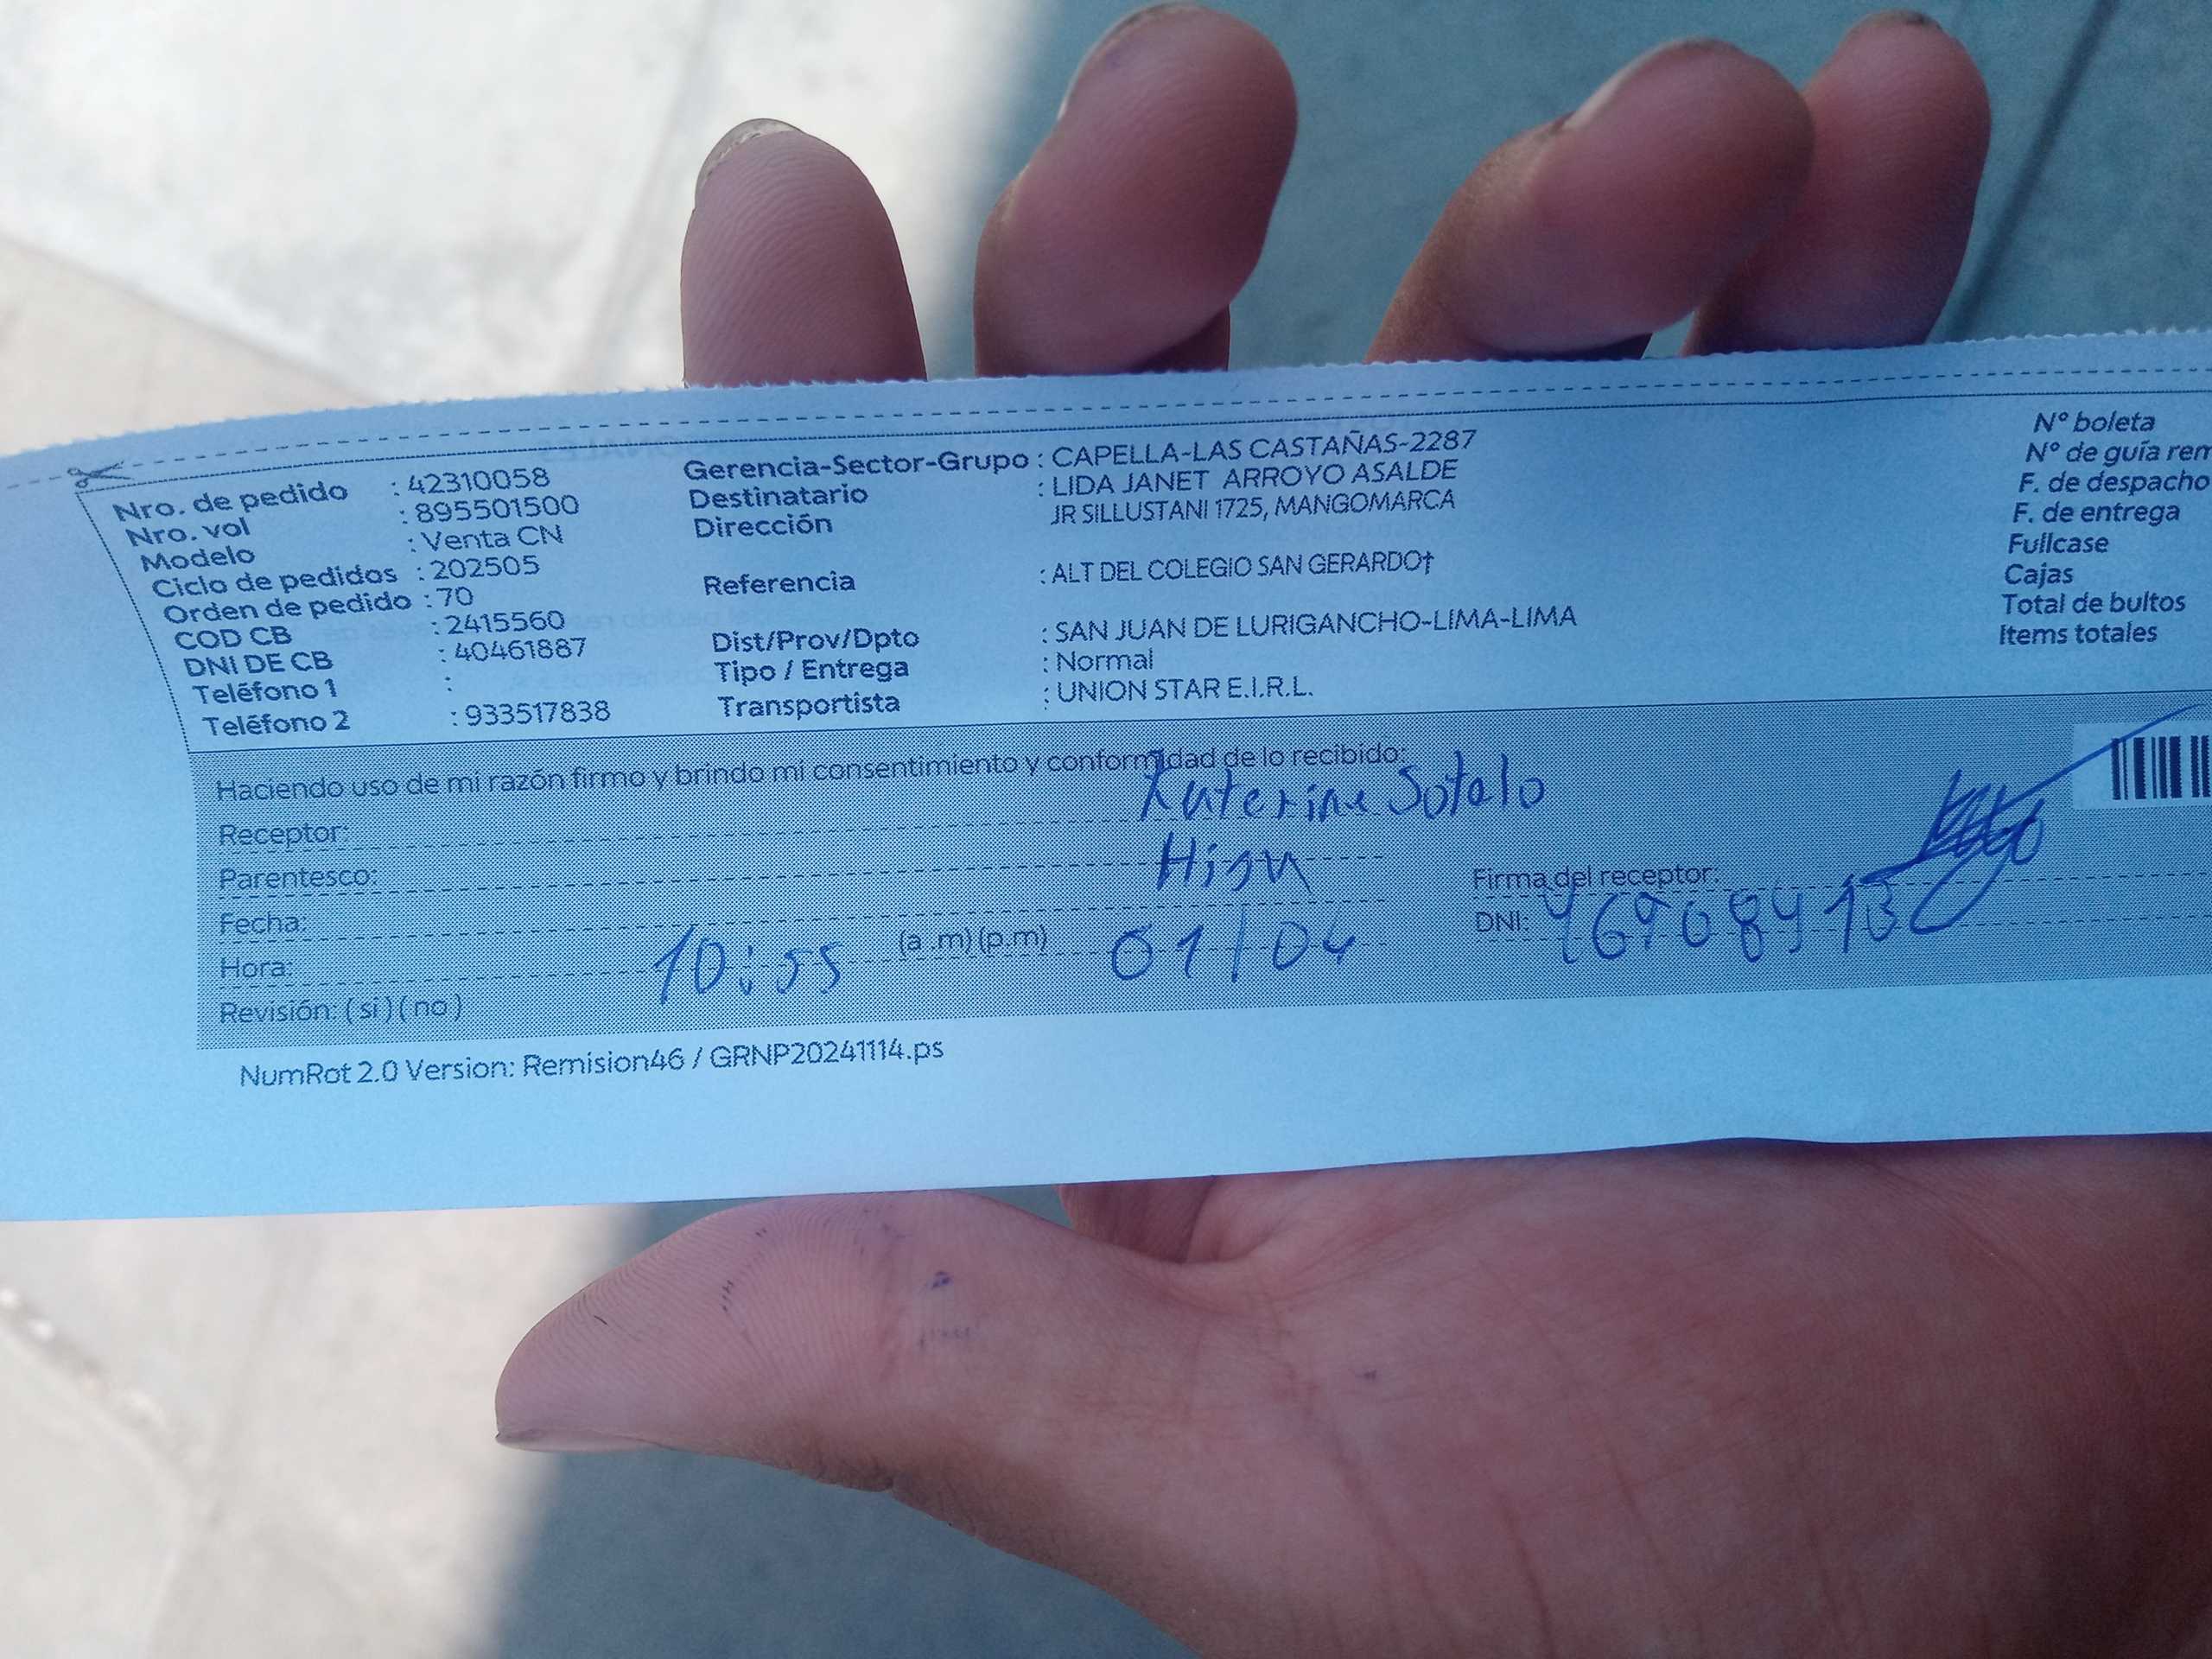 Nro. de pedido : 42310058
Nro. vol : 895501500
Modelo : Venta CN
Ciclo de pedidos : 202505
Orden de pedido : 70
COD CB : 2415560
DNI DE CB : 40461887
Teléfono 1 :
Teléfono 2 : 933517838
Gerencia-Sector-Grupo : CAPELLA-LAS CASTAÑAS-2287
Destinatario : LIDA JANET ARROYO ASALDE
Dirección JR SILLUSTANI 1725, MANGOMARCA
Referencia : ALT DEL COLEGIO SAN GERARDO†
Dist/Prov/Dpto : SAN JUAN DE LURIGANCHO-LIMA-LIMA
Tipo / Entrega : Normal
Transportista : UNION STAR E.I.R.L.
Nº boleta
Nº de guía rem
F. de despacho
F. de entrega
Fullcase
Cajas
Total de bultos
Items totales
Haciendo uso de mi razón firmo y brindo mi consentimiento y conformidad de lo recibido:
Receptor: Katerine Sotelo
Parentesco: Hija
Fecha: 01/04
Hora: 10:55 (a .m) (p.m)
Revisión: ( si ) ( no )
Firma del receptor:
DNI:
NumRot 2.0 Version: Remision46 / GRNP20241114.ps